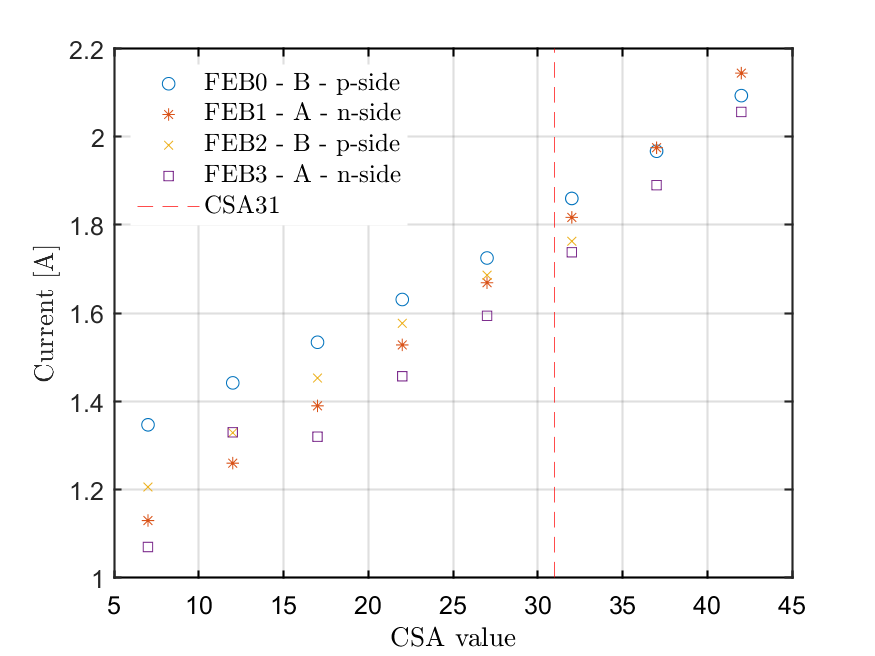 2.2
2
1.8
1.6
1.4
1.2
1
Current [A]
FEB0 - B - p-side
FEB1 - A - n-side
FEB2 - B - p-side
FEB3 - A - n-side
CSA31
5 10 15 20 25 30 35 40 45
CSA value